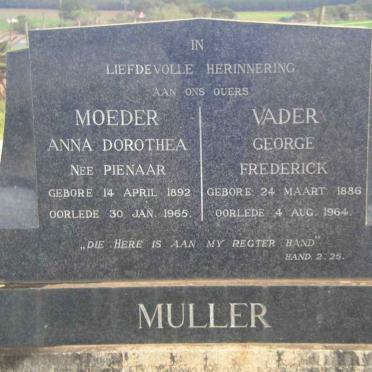 IN
LIEFDEVOLLE HERINNERING
AAN ONS OUERS
MOEDER
ANNA DOROTHEA
NEE PIENAAR
GEBORE 14 APRIL 1892
OORLEDE 30 JAN. 1965.
VADER
GEORGE
FREDERICK
GEBORE 24 MAART 1886
OORLEDE 4 AUG. 1964.
„DIE HERE IS AAN MY REGTER HAND"
HAND. 2. 25.
MULLER